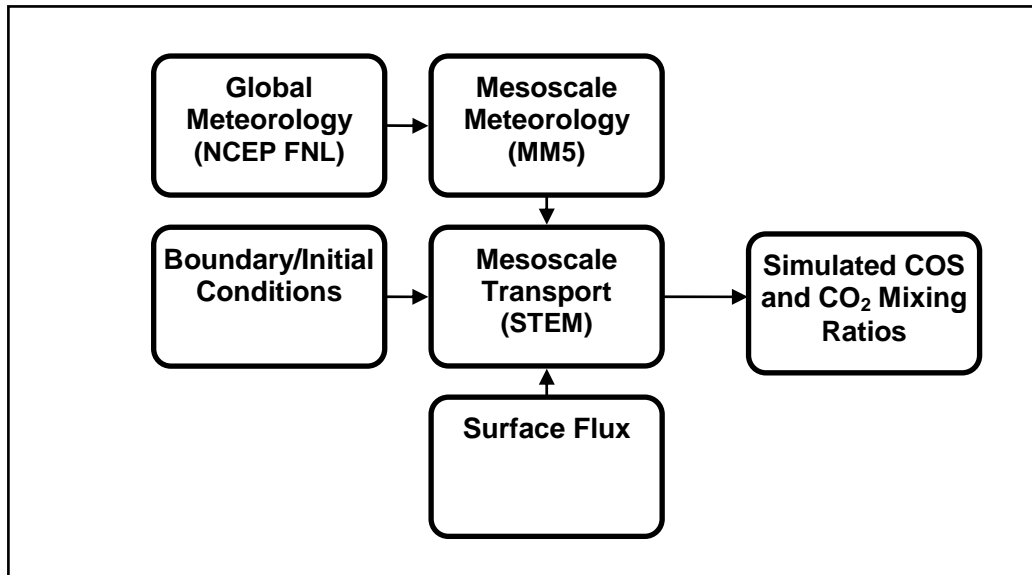 Global
Meteorology
(NCEP FNL)
Mesoscale
Meteorology
(MM5)
Boundary/Initial
Conditions
Mesoscale
Transport
(STEM)
Simulated COS
and CO₂ Mixing
Ratios
Surface Flux